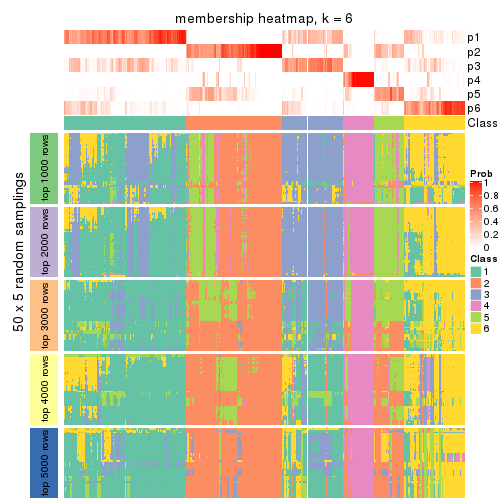 membership heatmap, k = 6
p1
p2
p3
p4
p5
p6
Class
50 x 5 random samplings
top 1000 rows
top 2000 rows
top 3000 rows
top 4000 rows
top 5000 rows
Prob
1
0.8
0.6
0.4
0.2
0
Class
1
2
3
4
5
6